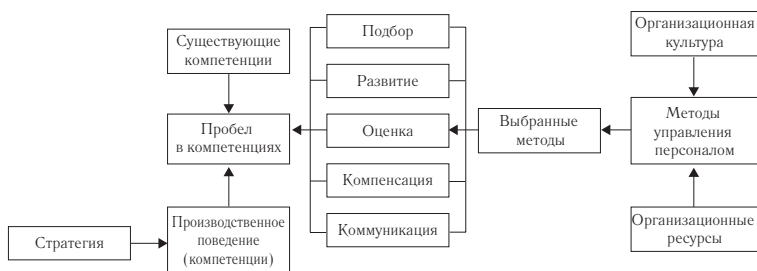 Существующие
компетенции
Пробел
в компетенциях
Стратегия
Производственное
поведение
(компетенции)
Подбор
Развитие
Оценка
Компенсация
Коммуникация
Выбранные
методы
Организационная
культура
Методы
управления
персоналом
Организационные
ресурсы